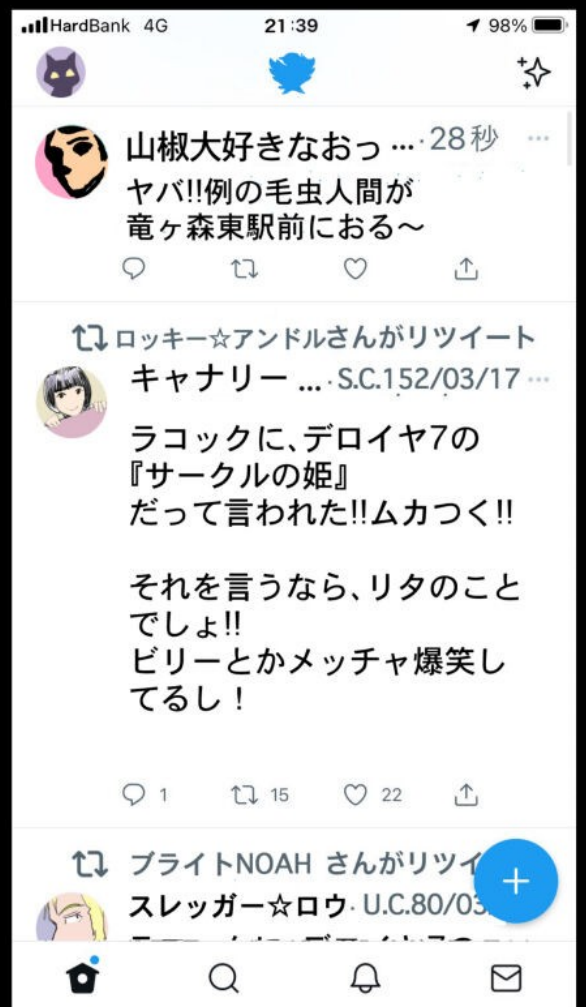 HardBank 4G 21:39 98%
山椒大好きなおっ …·28秒 …
ヤバ!!例の毛虫人間が
竜ヶ森東駅前におる〜
ロッキー☆アンドルさんがリツイート
キャナリー …·S.C.152/03/17 …
ラコックに、デロイヤ7の
『サークルの姫』
だって言われた!!ムカつく!!
それを言うなら、リタのこと
でしょ!!
ビリーとかメッチャ爆笑し
てるし!
1 15 22
ブライトNOAH さんがリツイ
スレッガー☆ロウ·U.C.80/03